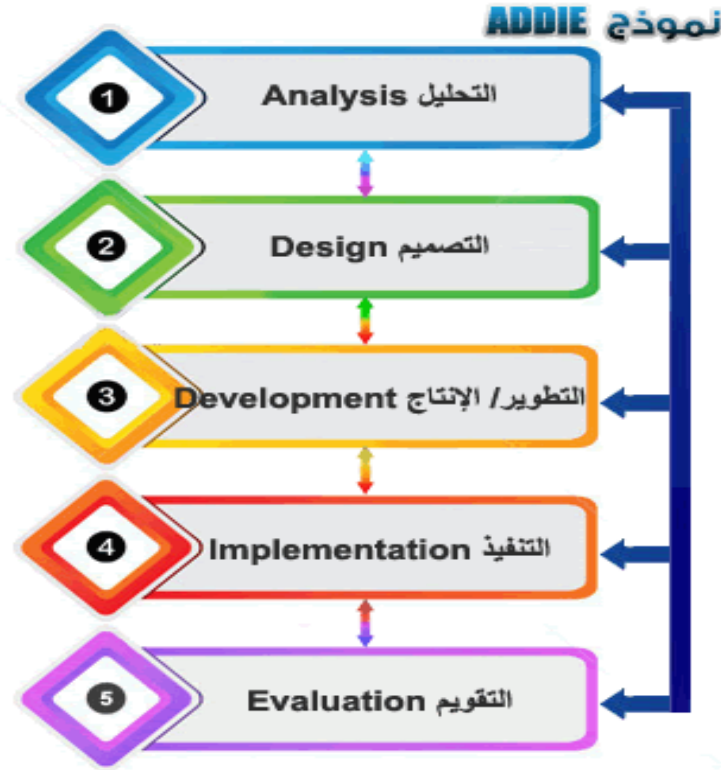 نموذج ADDIE
1
التحليل Analysis
2
التصميم Design
3
التطوير/ الإنتاج Development
4
التنفيذ Implementation
5
التقويم Evaluation